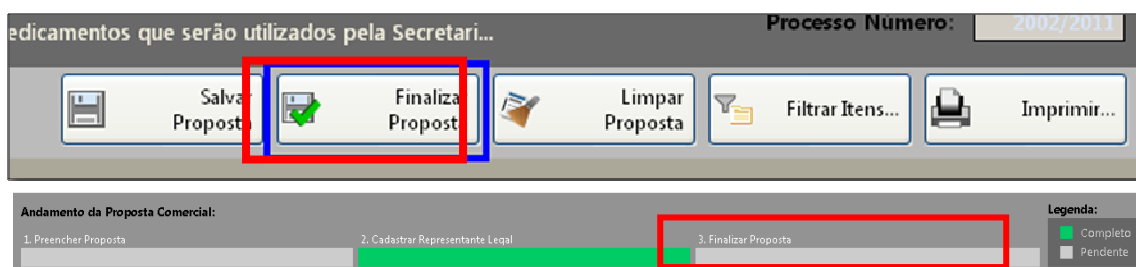 edicamentos que serão utilizados pela Secretari...
Processo Número: 2002/2011
Salvar Proposta
Finalizar Proposta
Limpar Proposta
Filtrar Itens...
Imprimir...
Andamento da Proposta Comercial:
Legenda:
1. Preencher Proposta
2. Cadastrar Representante Legal
3. Finalizar Proposta
Completo
Pendente